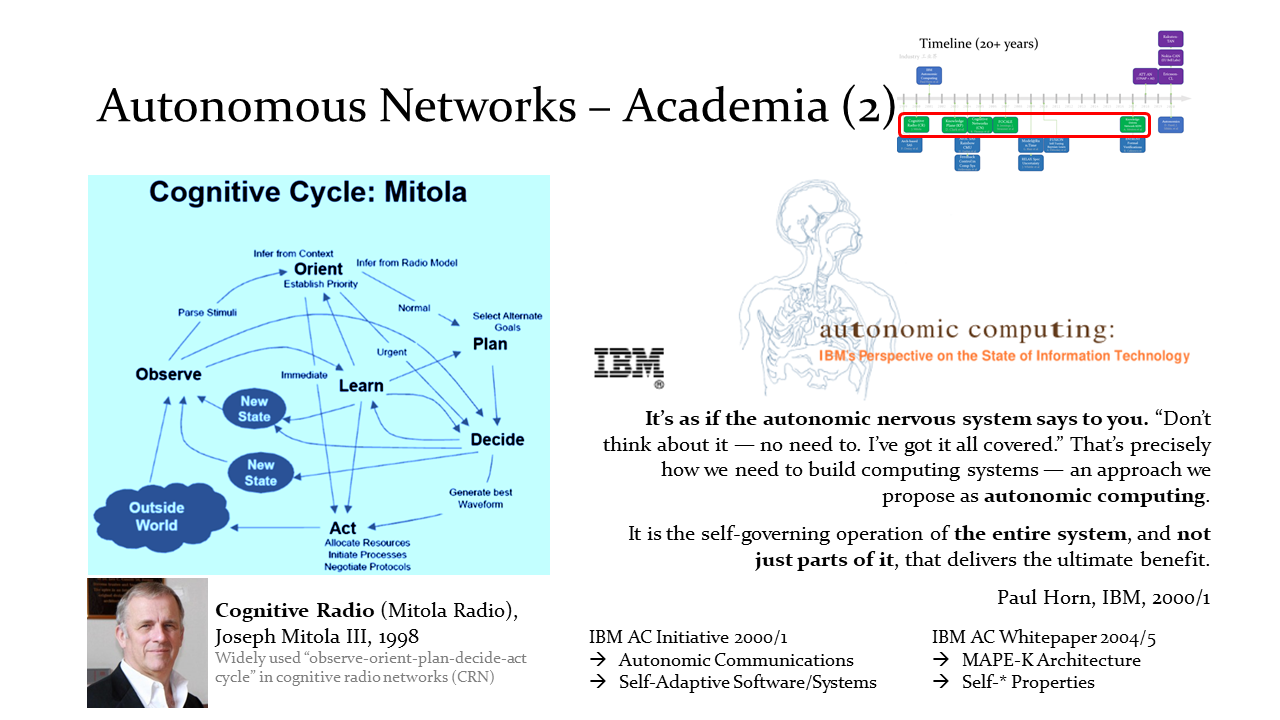 Timeline (20+ years)
Autonomous Networks – Academia (2)
Cognitive Cycle: Mitola
Infer from Context
Orient
Infer from Radio Model
Establish Priority
Parse Stimuli
Normal
Select Alternate
Goals
Plan
Urgent
Observe
Immediate
Learn
New
State
Decide
New
State
Generate best
Waveform
Outside
World
Act
Allocate Resources
Initiate Processes
Negotiate Protocols
Cognitive Radio (Mitola Radio),
Joseph Mitola III, 1998
Widely used “observe-orient-plan-decide-act
cycle” in cognitive radio networks (CRN)
autonomic computing:
IBM's Perspective on the State of Information Technology
IBM®
It’s as if the autonomic nervous system says to you. “Don’t
think about it — no need to. I’ve got it all covered.” That’s precisely
how we need to build computing systems — an approach we
propose as autonomic computing.
It is the self-governing operation of the entire system, and not
just parts of it, that delivers the ultimate benefit.
Paul Horn, IBM, 2000/1
IBM AC Initiative 2000/1
→ Autonomic Communications
→ Self-Adaptive Software/Systems
IBM AC Whitepaper 2004/5
→ MAPE-K Architecture
→ Self-* Properties